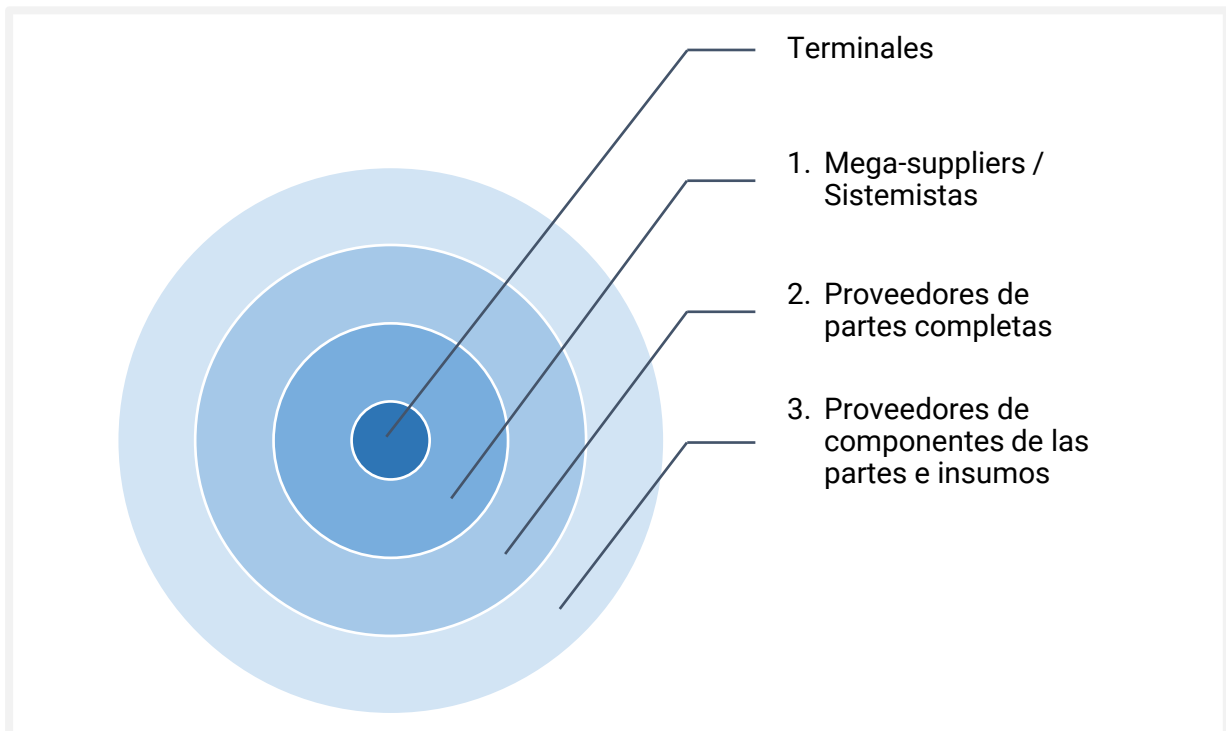 Terminales
1. Mega-suppliers /
Sistemistas
2. Proveedores de
partes completas
3. Proveedores de
componentes de las
partes e insumos